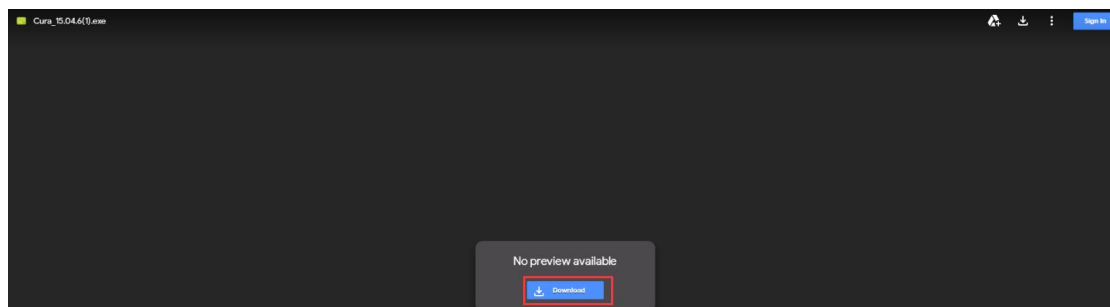 Cura_15.04.6(1).exe
Sign in
No preview available
Download